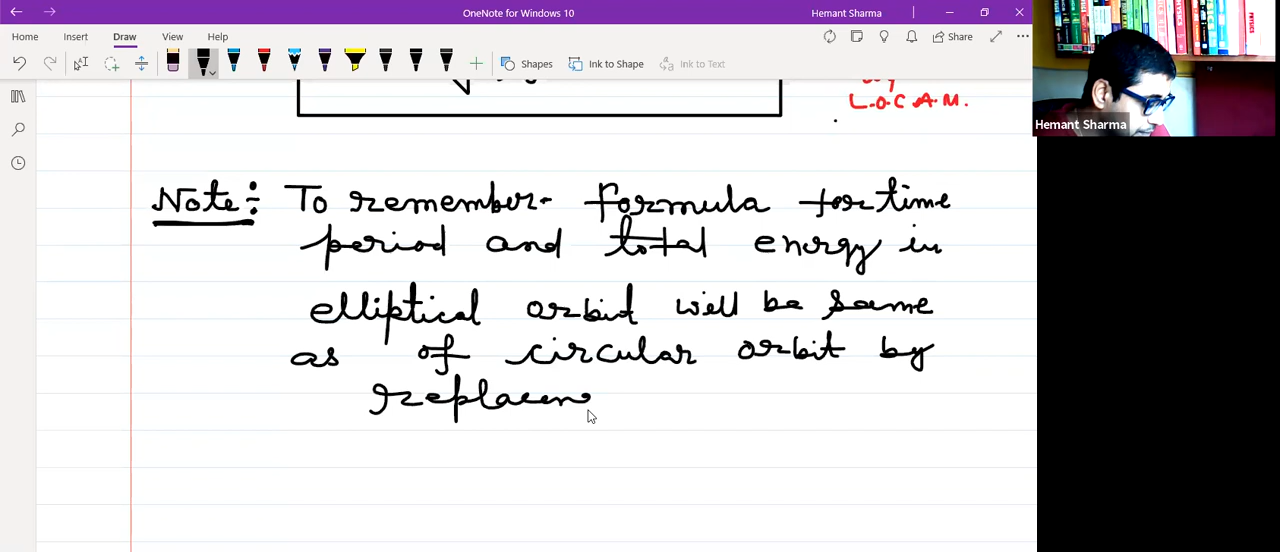 OneNote for Windows 10
Hemant Sharma
Home Insert Draw View Help
Share
Shapes Ink to Shape Ink to Text
L.O.C.A.M.
Hemant Sharma
Note:- To remember formula for time
period and total energy in
elliptical orbit will be same
as of circular orbit by